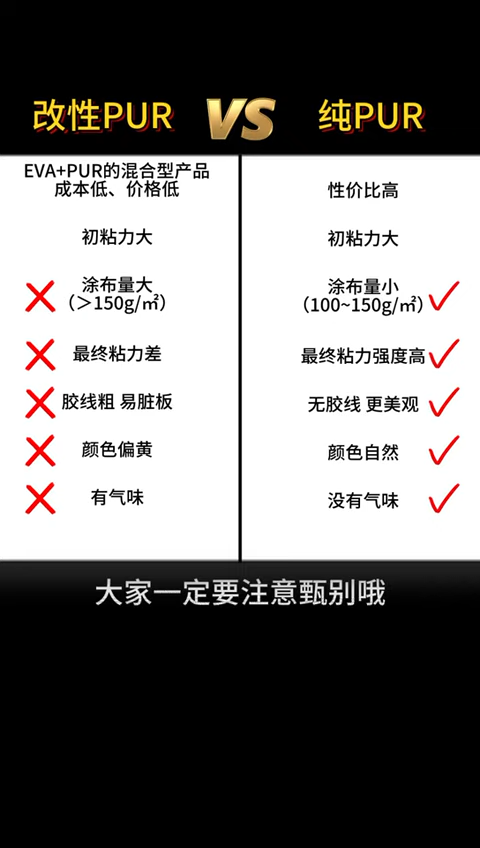 改性PUR VS 纯PUR
EVA+PUR的混合型产品
成本低、价格低
性价比高
初粘力大
初粘力大
涂布量大
(＞150g/㎡)
涂布量小
(100~150g/㎡)
最终粘力差
最终粘力强度高
胶线粗 易脏板
无胶线 更美观
颜色偏黄
颜色自然
有气味
没有气味
大家一定要注意甄别哦